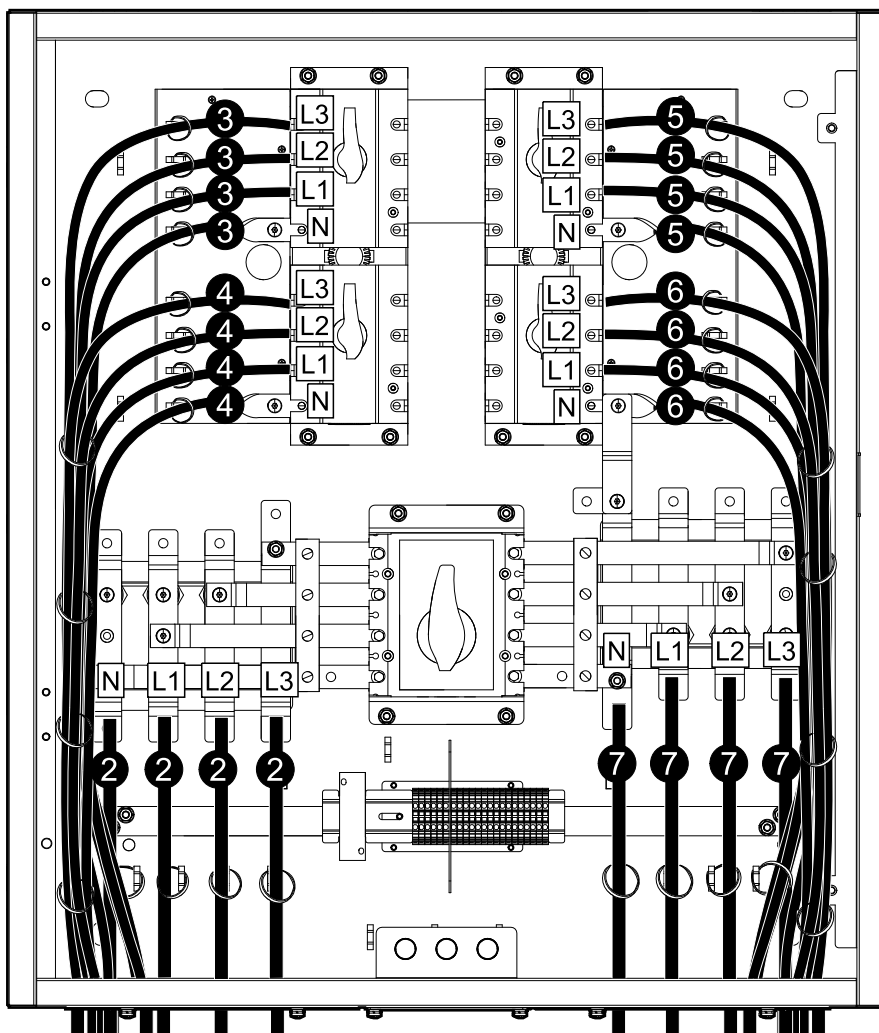 3 L3 L3 5
3 L2 L2 5
3 L1 L1 5
3 N N 5
4 L3 L3 6
4 L2 L2 6
4 L1 L1 6
4 N N 6
N L1 L2 L3 N L1 L2 L3
2 2 2 2 7 7 7 7